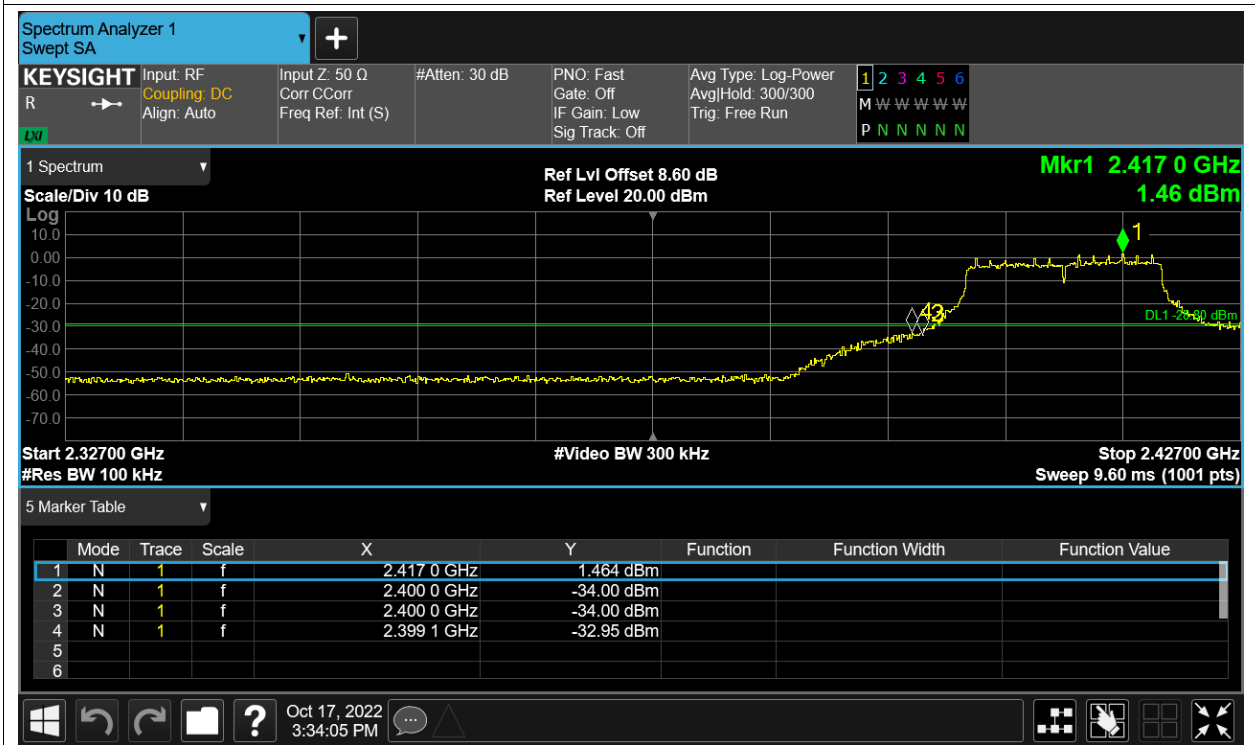 Spectrum Analyzer 1
Swept SA
KEYSIGHT
R
LXI
Input: RF
Coupling: DC
Align: Auto
Input Z: 50 Ω
Corr CCorr
Freq Ref: Int (S)
#Atten: 30 dB
PNO: Fast
Gate: Off
IF Gain: Low
Sig Track: Off
Avg Type: Log-Power
Avg|Hold: 300/300
Trig: Free Run
1 2 3 4 5 6
M W W W W W W
P N N N N N N
1 Spectrum
Scale/Div 10 dB
Ref Lvl Offset 8.60 dB
Ref Level 20.00 dBm
Mkr1 2.417 0 GHz
1.46 dBm
Log
10.0
0.00
-10.0
-20.0
-30.0
-40.0
-50.0
-60.0
-70.0
1
43
Start 2.32700 GHz
#Res BW 100 kHz
#Video BW 300 kHz
Stop 2.42700 GHz
Sweep 9.60 ms (1001 pts)
5 Marker Table
Mode Trace Scale X Y Function Function Width Function Value
1 N 1 f 2.417 0 GHz 1.464 dBm
2 N 1 f 2.400 0 GHz -34.00 dBm
3 N 1 f 2.400 0 GHz -34.00 dBm
4 N 1 f 2.399 1 GHz -32.95 dBm
5
6
?
Oct 17, 2022
3:34:05 PM